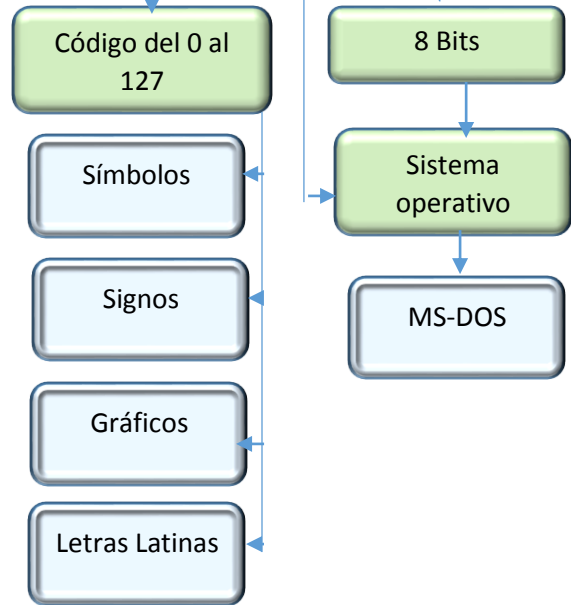 Código del 0 al
127
Símbolos
Signos
Gráficos
Letras Latinas
8 Bits
Sistema
operativo
MS-DOS